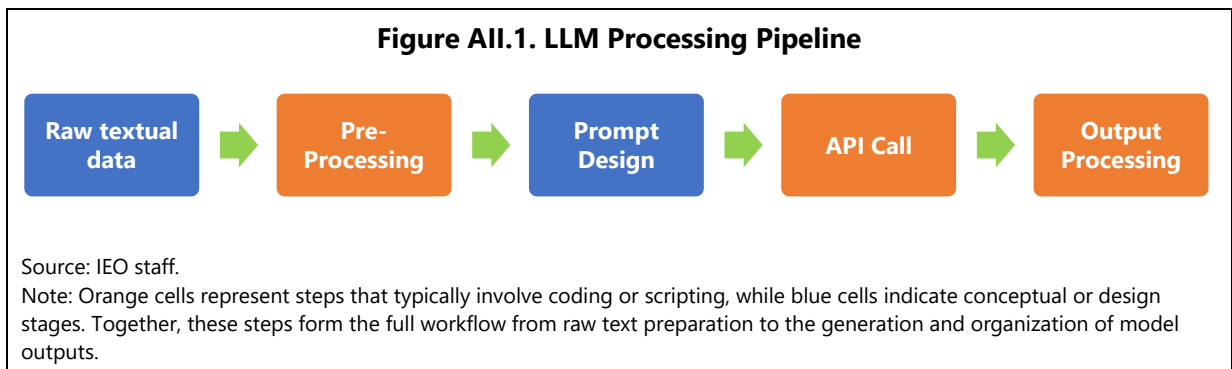 Figure AII.1. LLM Processing Pipeline
Raw textual
data
Pre-
Processing
Prompt
Design
API Call
Output
Processing
Source: IEO staff.
Note: Orange cells represent steps that typically involve coding or scripting, while blue cells indicate conceptual or design
stages. Together, these steps form the full workflow from raw text preparation to the generation and organization of model
outputs.